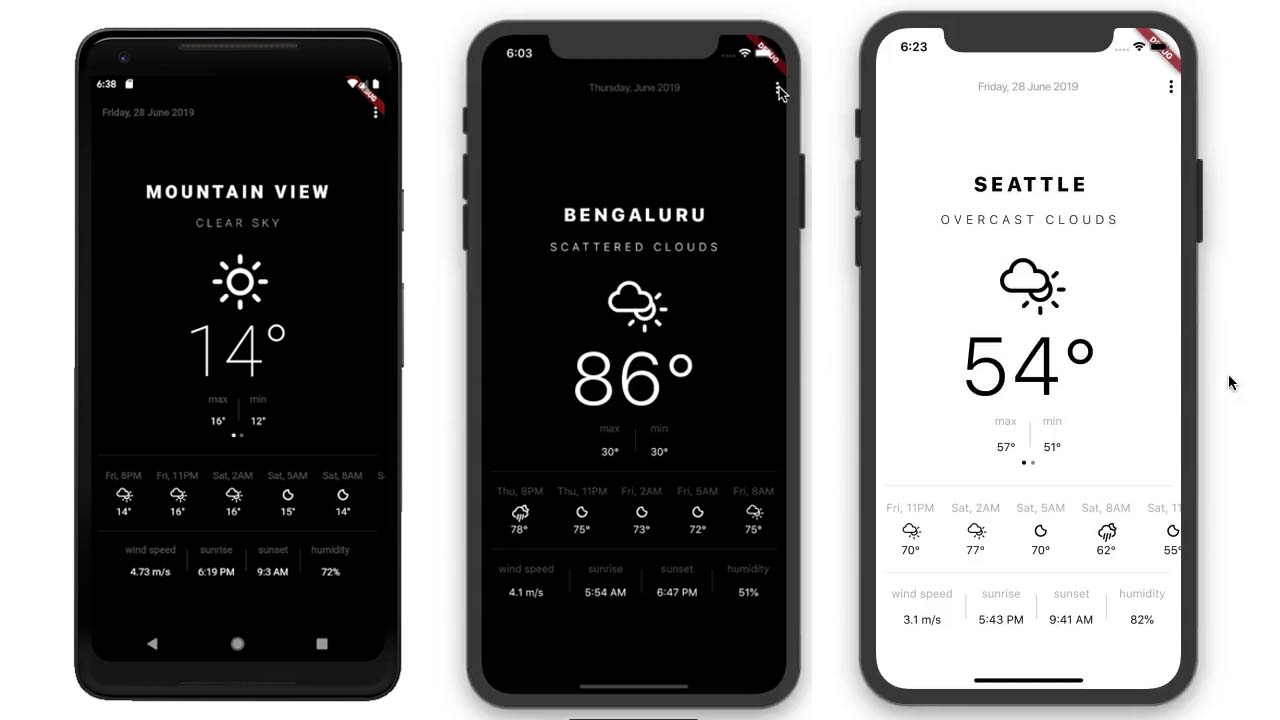 6:38
DEBUG
Friday, 28 June 2019
MOUNTAIN VIEW
CLEAR SKY
14°
max min
16° 12°
Fri, 8PM Fri, 11PM Sat, 2AM Sat, 5AM Sat, 8AM S
14° 16° 16° 15° 14°
wind speed sunrise sunset humidity
4.73 m/s 6:19 PM 9:3 AM 72%
6:03
DEBUG
Thursday, June 2019
BENGALURU
SCATTERED CLOUDS
86°
max min
30° 30°
Thu, 8PM Thu, 11PM Fri, 2AM Fri, 5AM Fri, 8AM
78° 75° 73° 72° 75°
wind speed sunrise sunset humidity
4.1 m/s 5:54 AM 6:47 PM 51%
6:23
DEBUG
Friday, 28 June 2019
SEATTLE
OVERCAST CLOUDS
54°
max min
57° 51°
Fri, 11PM Sat, 2AM Sat, 5AM Sat, 8AM Sat, 11
70° 77° 70° 62° 55°
wind speed sunrise sunset humidity
3.1 m/s 5:43 PM 9:41 AM 82%